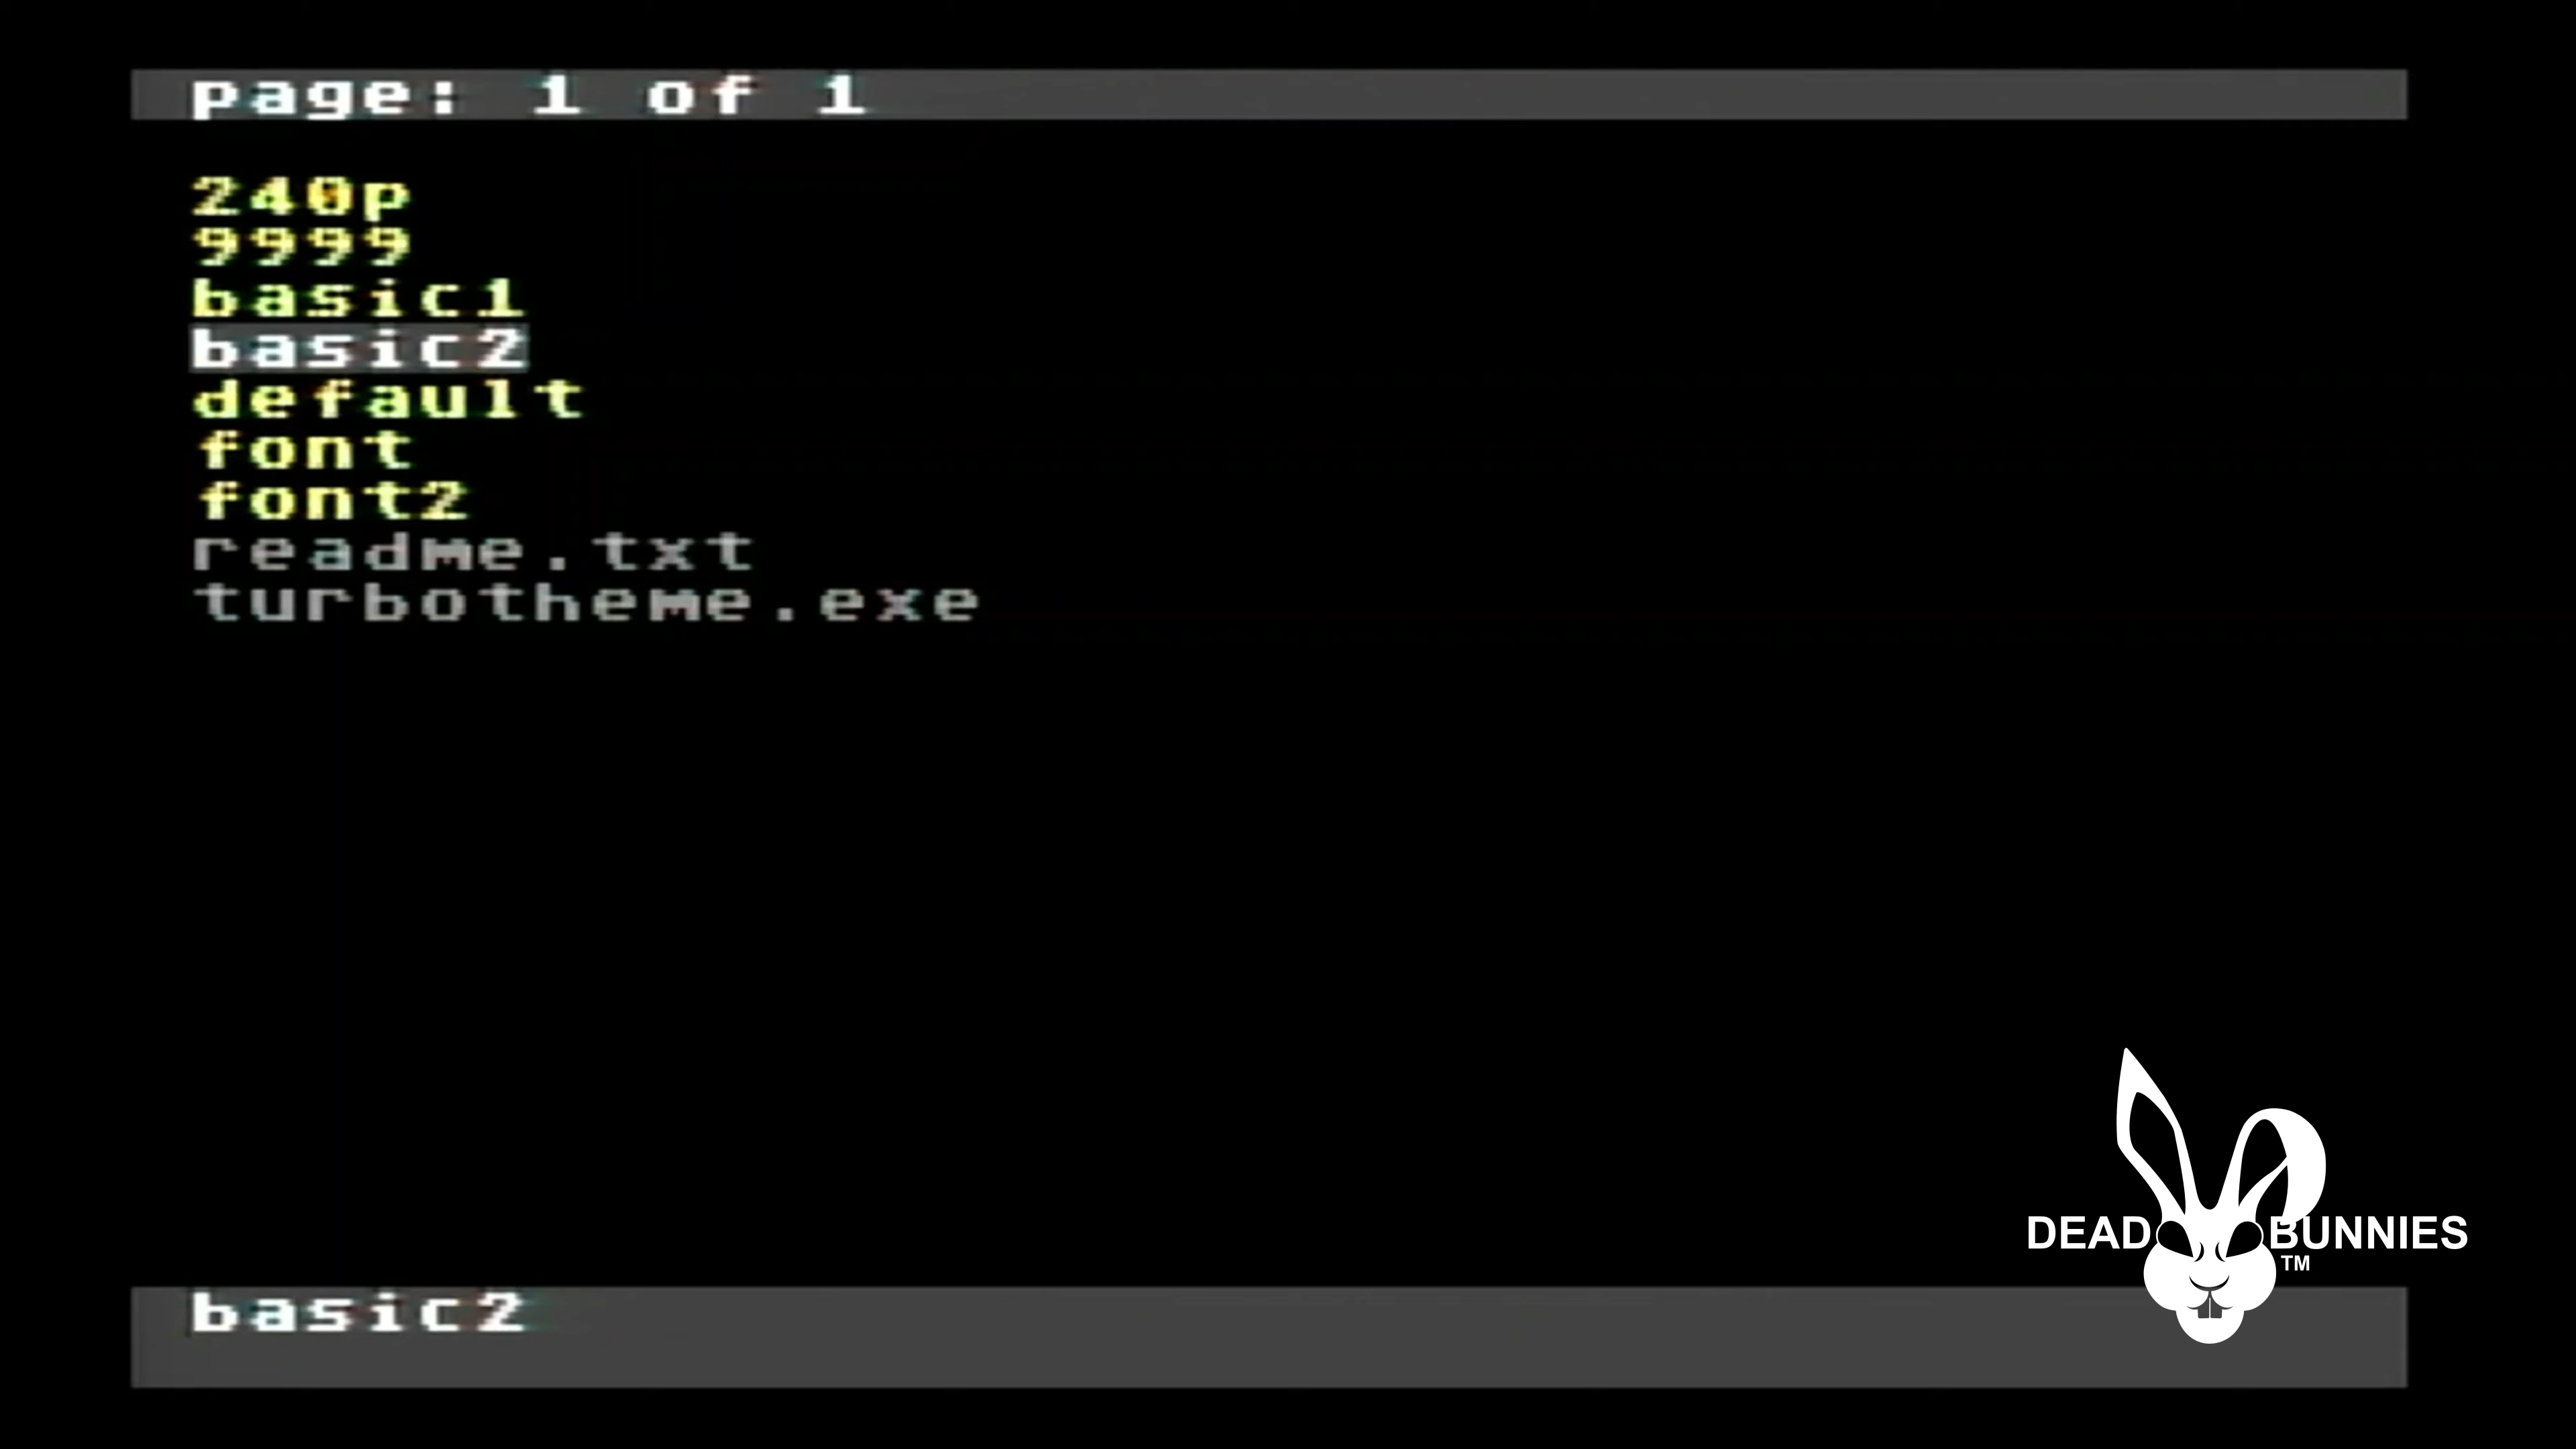 page: 1 of 1
240p
9999
basic1
basic2
default
font
font2
readme.txt
turbotheme.exe
DEAD BUNNIES
TM
basic2